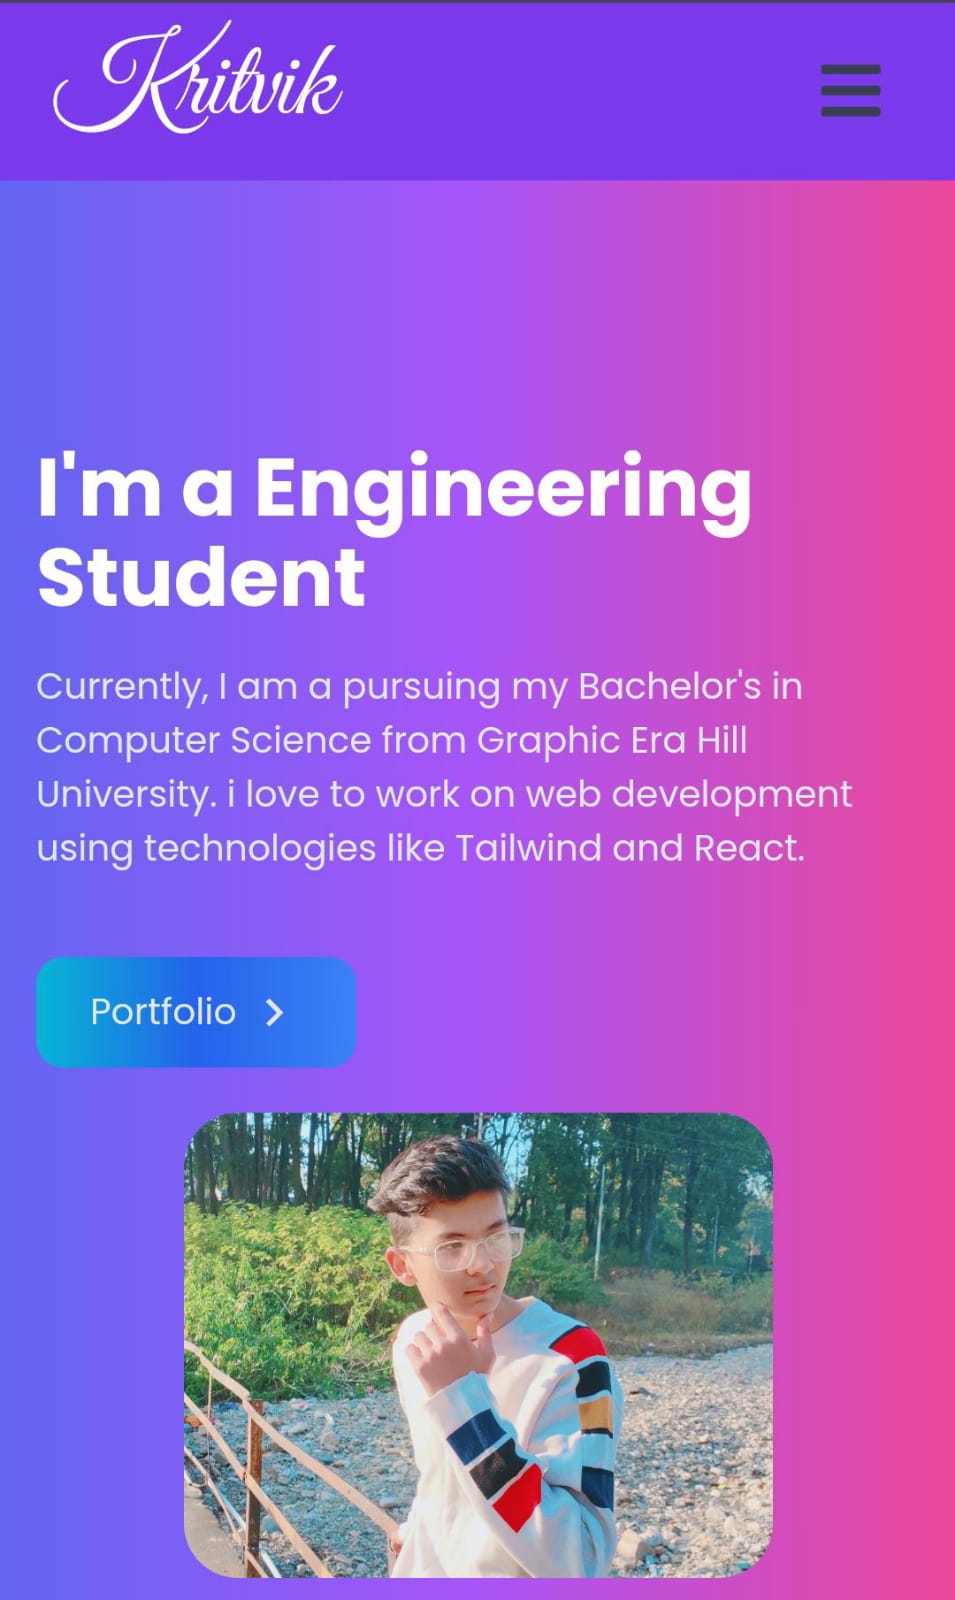 Kritvik
I'm a Engineering
Student
Currently, I am a pursuing my Bachelor's in
Computer Science from Graphic Era Hill
University. i love to work on web development
using technologies like Tailwind and React.
Portfolio